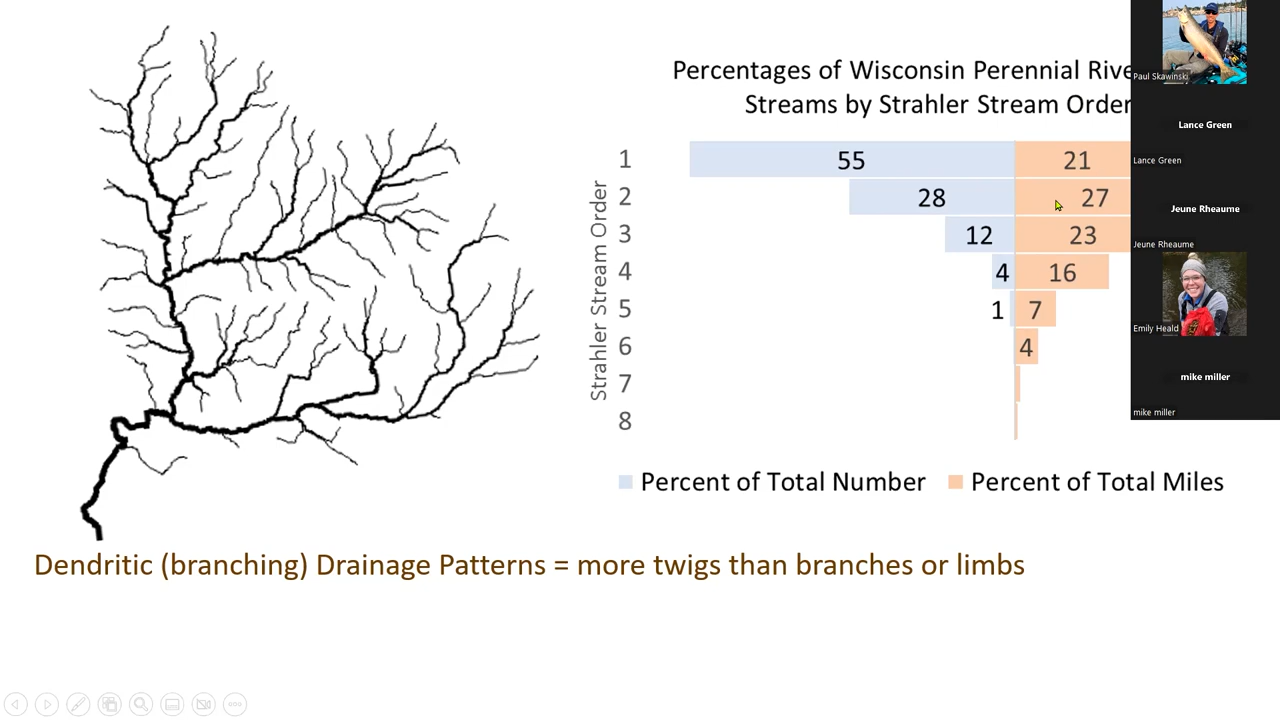 Percentages of Wisconsin Perennial Rive
Streams by Strahler Stream Order
Strahler Stream Order
1
55
21
2
28
27
3
12
23
4
4
16
5
1
7
6
4
7
8
Percent of Total Number
Percent of Total Miles
Dendritic (branching) Drainage Patterns = more twigs than branches or limbs
Paul Skawinski
Lance Green
Lance Green
Jeune Rheaume
Jeune Rheaume
Emily Heald
mike miller
mike miller